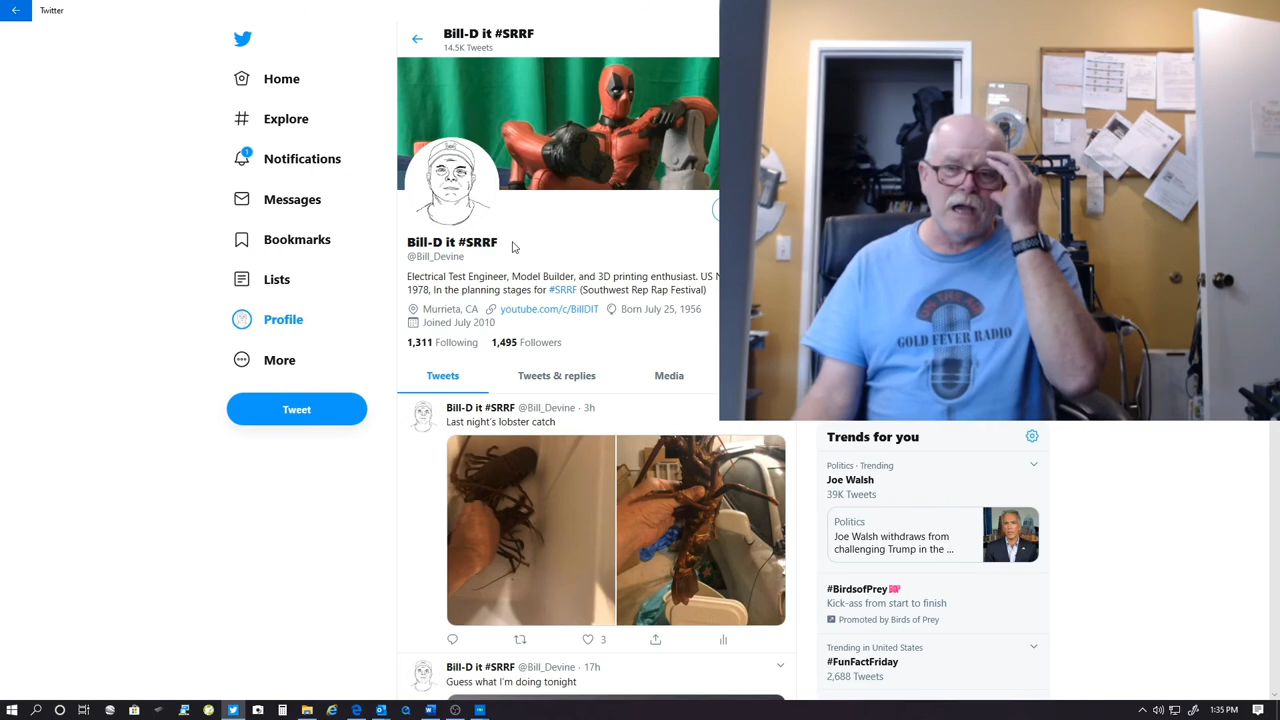 Twitter
Home
Explore
1
Notifications
Messages
Bookmarks
Lists
Profile
More
Tweet
Bill-D it #SRRF
14.5K Tweets
Bill-D it #SRRF
@Bill_Devine
Electrical Test Engineer, Model Builder, and 3D printing enthusiast. US
1978, In the planning stages for #SRRF (Southwest Rep Rap Festival)
Murrieta, CA youtube.com/c/BillDIT Born July 25, 1956
Joined July 2010
1,311 Following 1,495 Followers
Tweets Tweets & replies Media
Bill-D it #SRRF @Bill_Devine · 3h
Last night's lobster catch
3
Bill-D it #SRRF @Bill_Devine · 17h
Guess what I'm doing tonight
ON THE AIR
GOLD FEVER RADIO
Trends for you
Politics · Trending
Joe Walsh
39K Tweets
Politics
Joe Walsh withdraws from
challenging Trump in the ...
#BirdsofPrey
Kick-ass from start to finish
Promoted by Birds of Prey
Trending in United States
#FunFactFriday
2,688 Tweets
1:35 PM